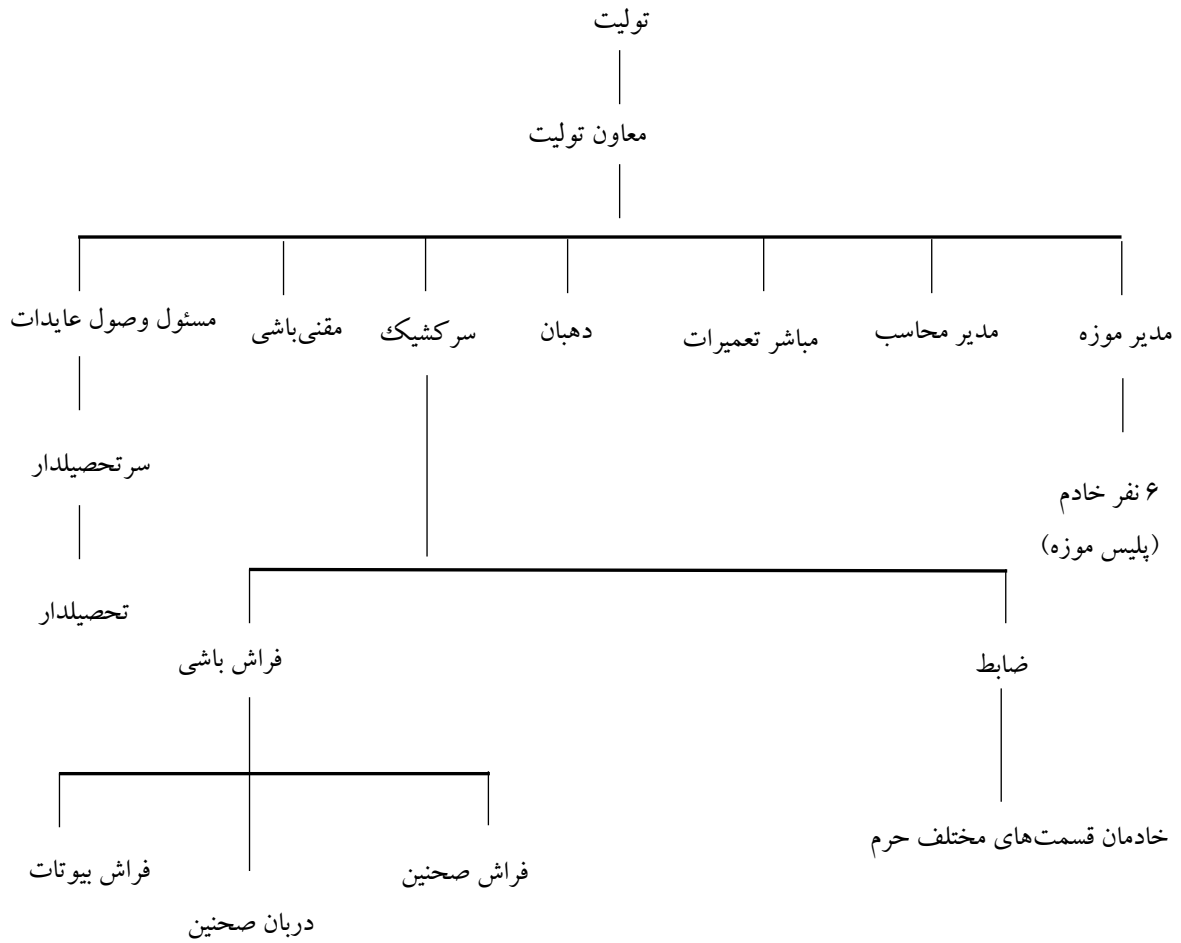 تولیت
معاون تولیت
مدیر موزه
مدیر محاسب
مباشر تعمیرات
دهبان
سرکشیک
مقنی‌باشی
مسئول وصول عایدات
سرتحصیلدار
۶ نفر خادم
(پلیس موزه)
تحصیلدار
ضابط
فراش باشی
خادمان قسمت‌های مختلف حرم
فراش صحنین
دربان صحنین
فراش بیوتات